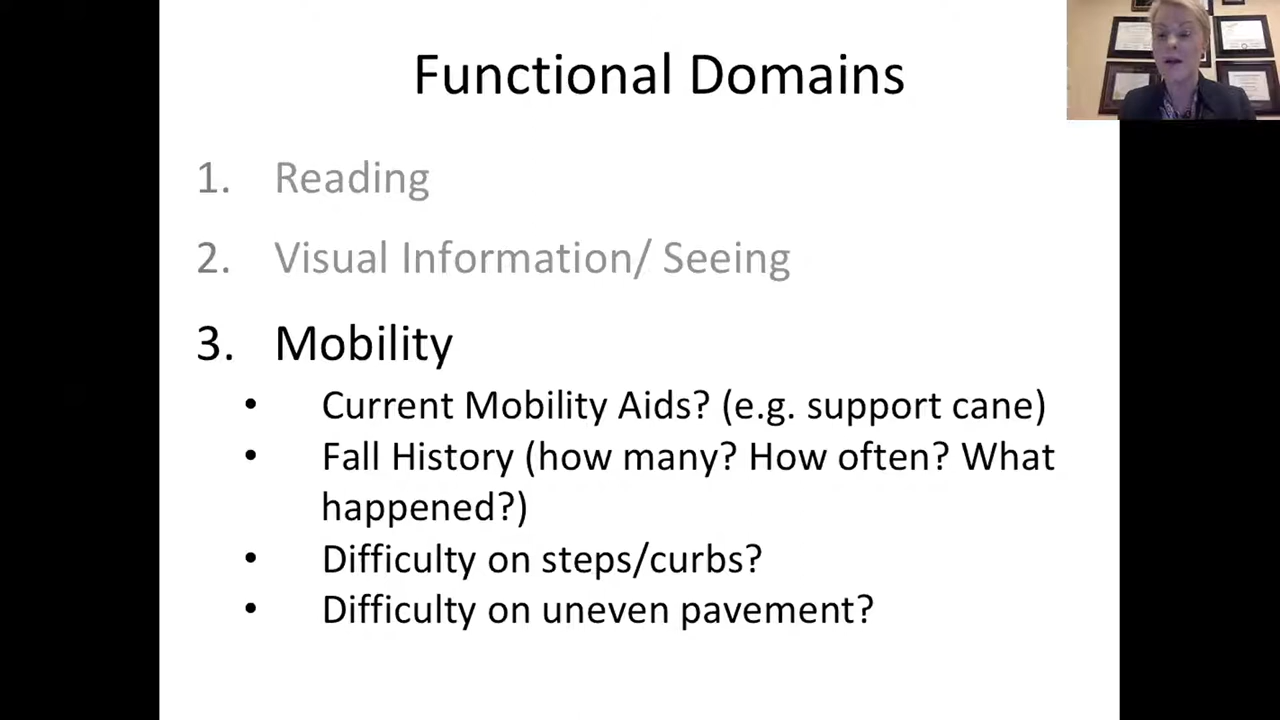 Functional Domains
1. Reading
2. Visual Information/ Seeing
3. Mobility
• Current Mobility Aids? (e.g. support cane)
• Fall History (how many? How often? What
happened?)
• Difficulty on steps/curbs?
• Difficulty on uneven pavement?